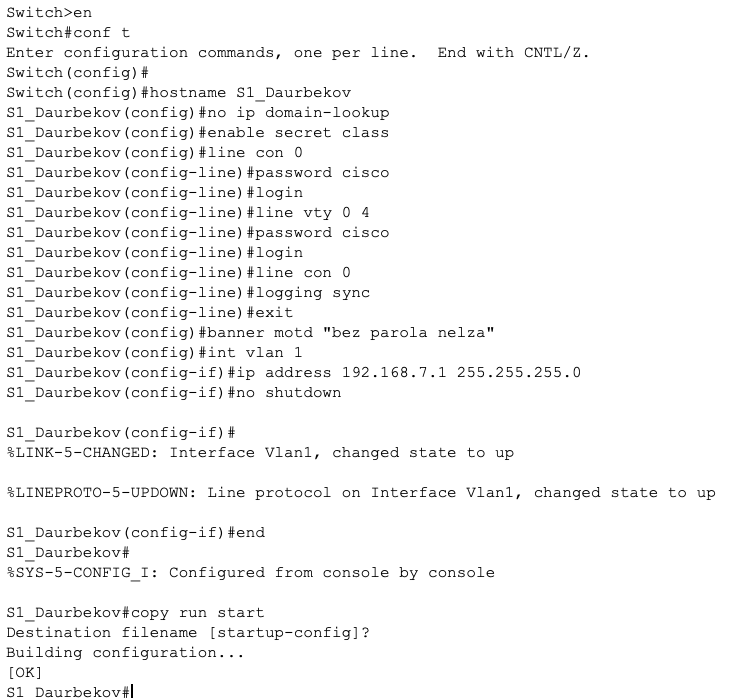 Switch>en
Switch#conf t
Enter configuration commands, one per line.  End with CNTL/Z.
Switch(config)#
Switch(config)#hostname S1_Daurbekov
S1_Daurbekov(config)#no ip domain-lookup
S1_Daurbekov(config)#enable secret class
S1_Daurbekov(config)#line con 0
S1_Daurbekov(config-line)#password cisco
S1_Daurbekov(config-line)#login
S1_Daurbekov(config-line)#line vty 0 4
S1_Daurbekov(config-line)#password cisco
S1_Daurbekov(config-line)#login
S1_Daurbekov(config-line)#line con 0
S1_Daurbekov(config-line)#logging sync
S1_Daurbekov(config-line)#exit
S1_Daurbekov(config)#banner motd "bez parola nelza"
S1_Daurbekov(config)#int vlan 1
S1_Daurbekov(config-if)#ip address 192.168.7.1 255.255.255.0
S1_Daurbekov(config-if)#no shutdown
S1_Daurbekov(config-if)#
%LINK-5-CHANGED: Interface Vlan1, changed state to up
%LINEPROTO-5-UPDOWN: Line protocol on Interface Vlan1, changed state to up
S1_Daurbekov(config-if)#end
S1_Daurbekov#
%SYS-5-CONFIG_I: Configured from console by console
S1_Daurbekov#copy run start
Destination filename [startup-config]?
Building configuration...
[OK]
S1_Daurbekov#